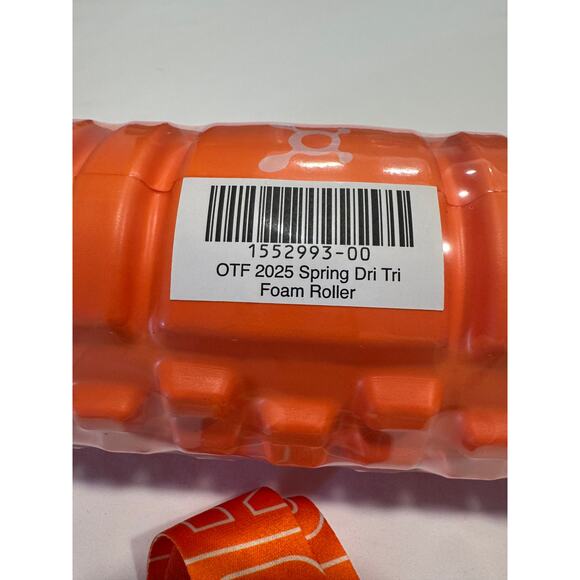 1552993-00
OTF 2025 Spring Dri Tri
Foam Roller